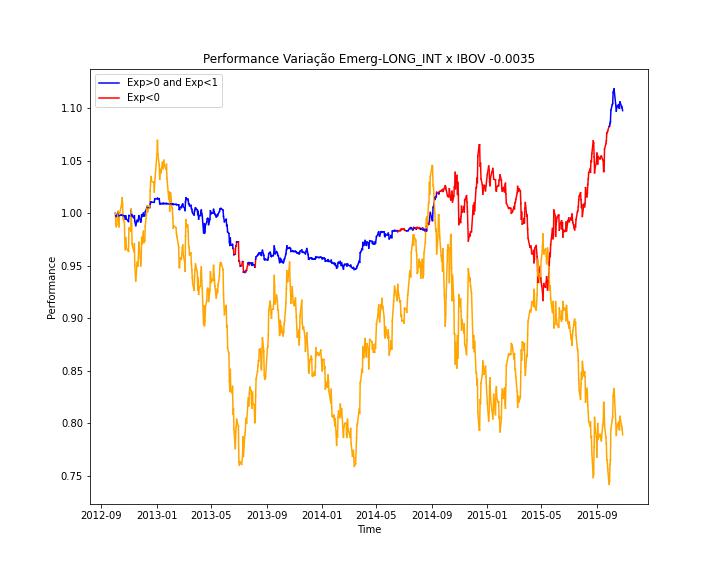 Performance Variação Emerg-LONG_INT x IBOV -0.0035
Exp>0 and Exp<1
Exp<0
1.10
1.05
1.00
0.95
0.90
0.85
0.80
0.75
Performance
2012-09 2013-01 2013-05 2013-09 2014-01 2014-05 2014-09 2015-01 2015-05 2015-09
Time